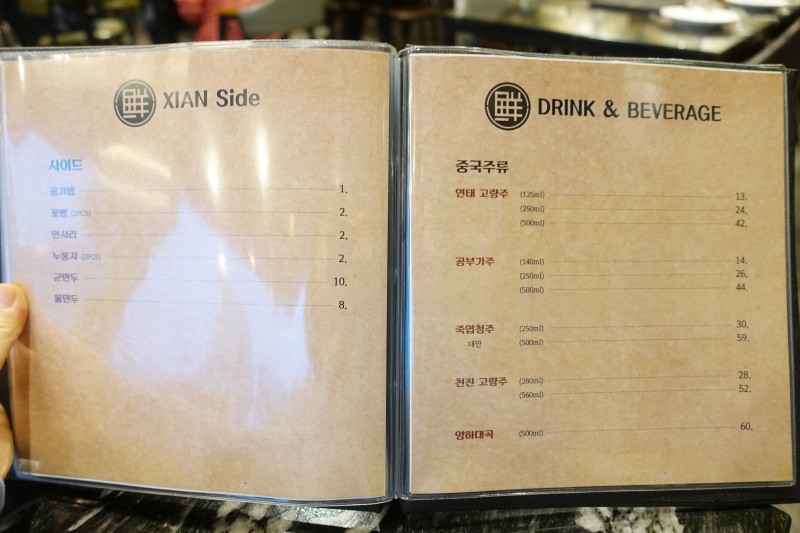 鮮 XIAN Side
사이드
공기밥 1.
꽃빵 (2PCS) 2.
면사리 2.
누룽지 (2PCS) 2.
군만두 10.
물만두 8.
鮮 DRINK & BEVERAGE
중국주류
연태 고량주 (125ml) 13.
(250ml) 24.
(500ml) 42.
공부가주 (140ml) 14.
(250ml) 26.
(500ml) 44.
죽엽청주 (250ml) 30.
대만 (500ml) 59.
천진 고량주 (280ml) 28.
(560ml) 52.
양하대곡 (500ml) 60.